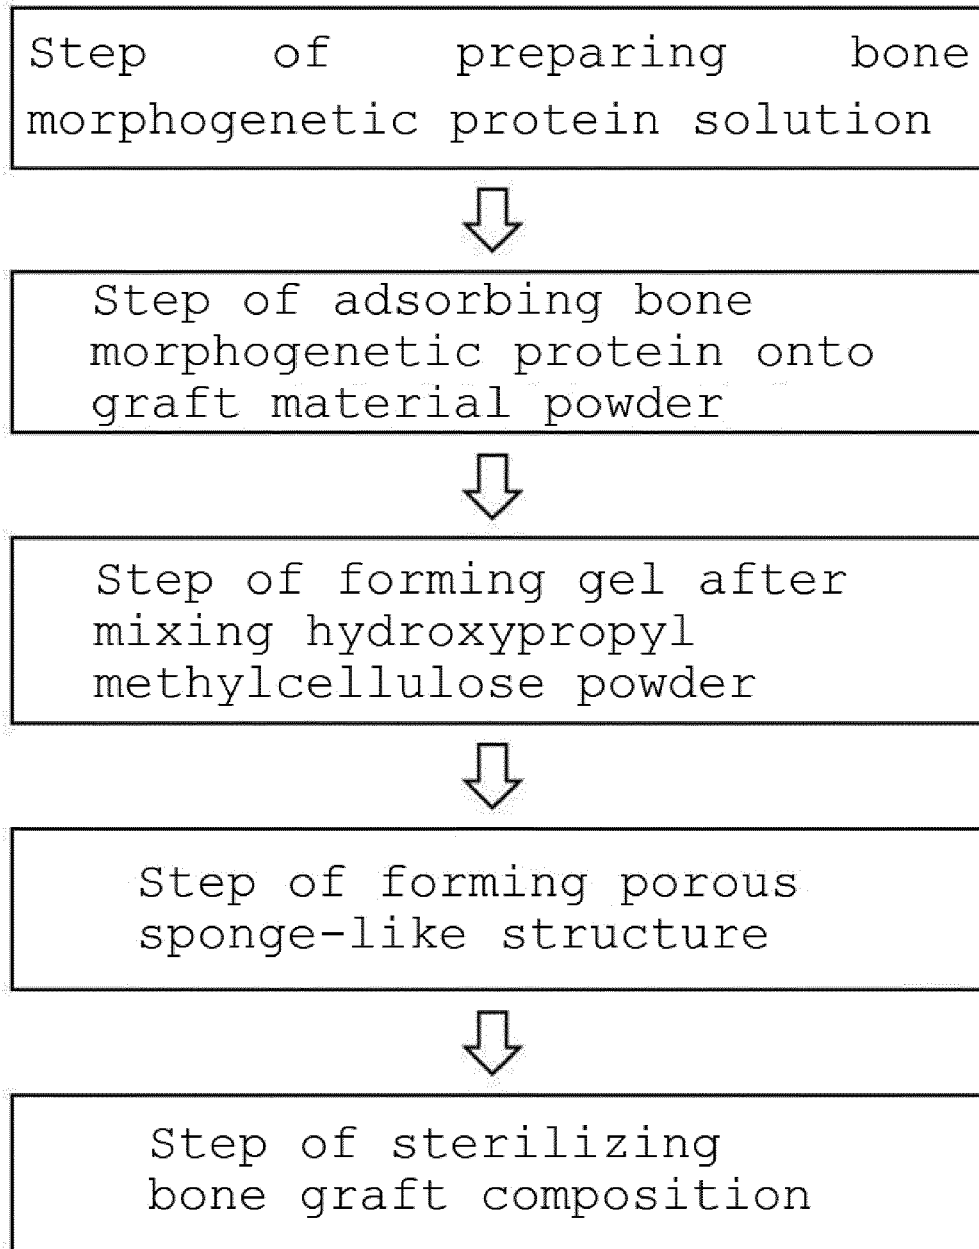 Step of preparing bone
morphogenetic protein solution
Step of adsorbing bone
morphogenetic protein onto
graft material powder
Step of forming gel after
mixing hydroxypropyl
methylcellulose powder
Step of forming porous
sponge-like structure
Step of sterilizing
bone graft composition